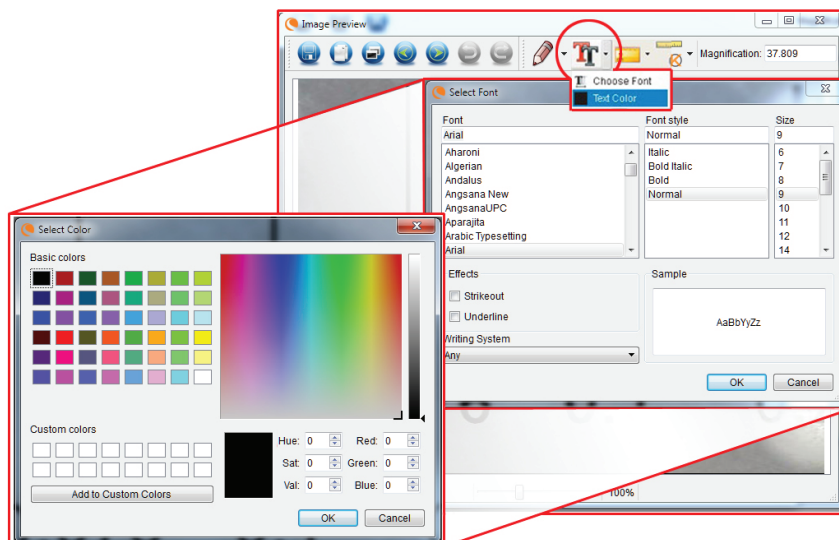 Image Preview
Magnification: 37.809
Choose Font
Text Color
Select Font
Font Font style Size
Arial Normal 9
Aharoni Italic 6
Algerian Bold Italic 7
Andalus Bold 8
Angsana New Normal 9
AngsanaUPC 10
Aparajita 11
Arabic Typesetting 12
Arial 14
Effects Sample
Strikeout
Underline
AaBbYyZz
Writing System
Any
OK Cancel
Select Color
Basic colors
Custom colors
Hue: 0 Red: 0
Sat: 0 Green: 0
Val: 0 Blue: 0
Add to Custom Colors
OK Cancel
100%